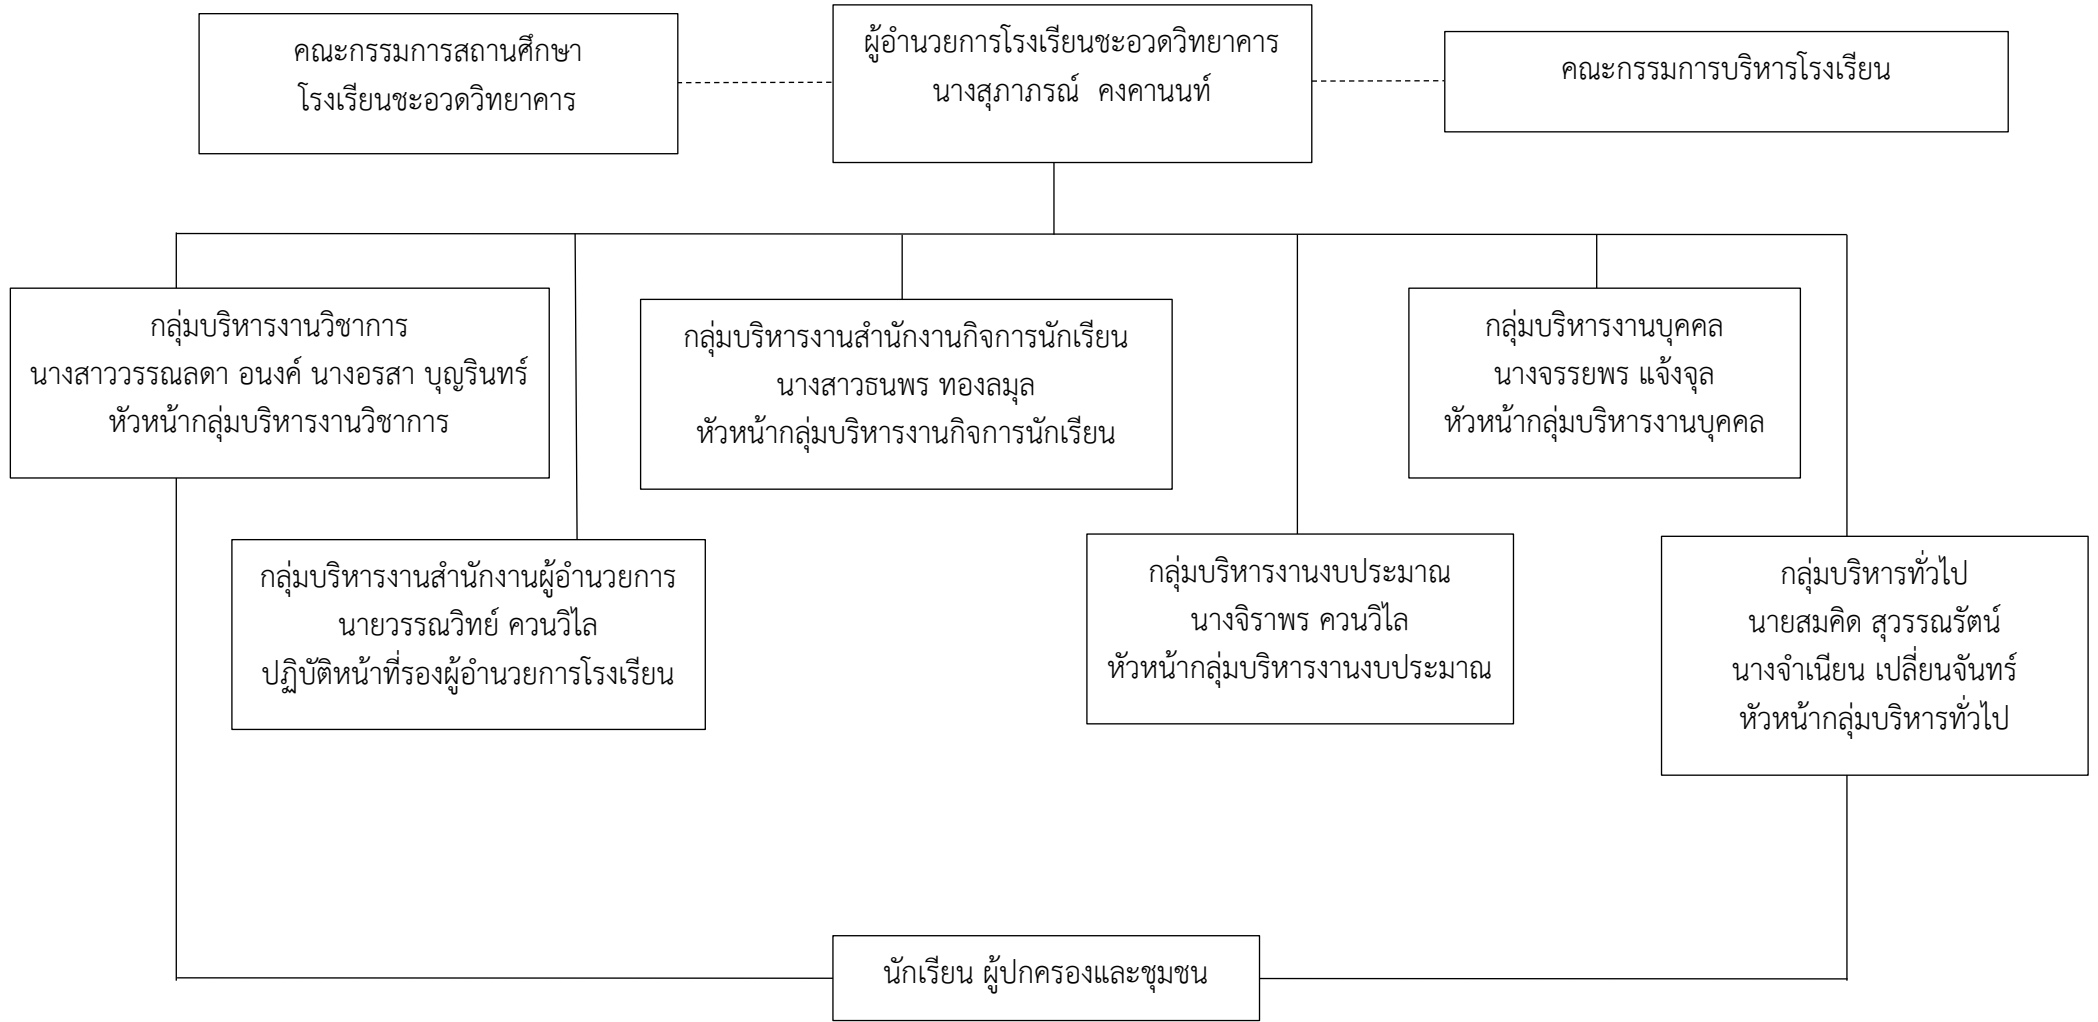 คณะกรรมการสถานศึกษา
โรงเรียนชะอวดวิทยาคาร
ผู้อำนวยการโรงเรียนชะอวดวิทยาคาร
นางสุภาภรณ์  คงคานนท์
คณะกรรมการบริหารโรงเรียน
กลุ่มบริหารงานวิชาการ
นางสาววรรณลดา อนงค์ นางอรสา บุญรินทร์
หัวหน้ากลุ่มบริหารงานวิชาการ
กลุ่มบริหารงานสำนักงานกิจการนักเรียน
นางสาวธนพร ทองลมุล
หัวหน้ากลุ่มบริหารงานกิจการนักเรียน
กลุ่มบริหารงานบุคคล
นางจรรยพร แจ้งจุล
หัวหน้ากลุ่มบริหารงานบุคคล
กลุ่มบริหารงานสำนักงานผู้อำนวยการ
นายวรรณวิทย์ ควนวิไล
ปฏิบัติหน้าที่รองผู้อำนวยการโรงเรียน
กลุ่มบริหารงานงบประมาณ
นางจิราพร ควนวิไล
หัวหน้ากลุ่มบริหารงานงบประมาณ
กลุ่มบริหารทั่วไป
นายสมคิด สุวรรณรัตน์
นางจำเนียน เปลี่ยนจันทร์
หัวหน้ากลุ่มบริหารทั่วไป
นักเรียน ผู้ปกครองและชุมชน